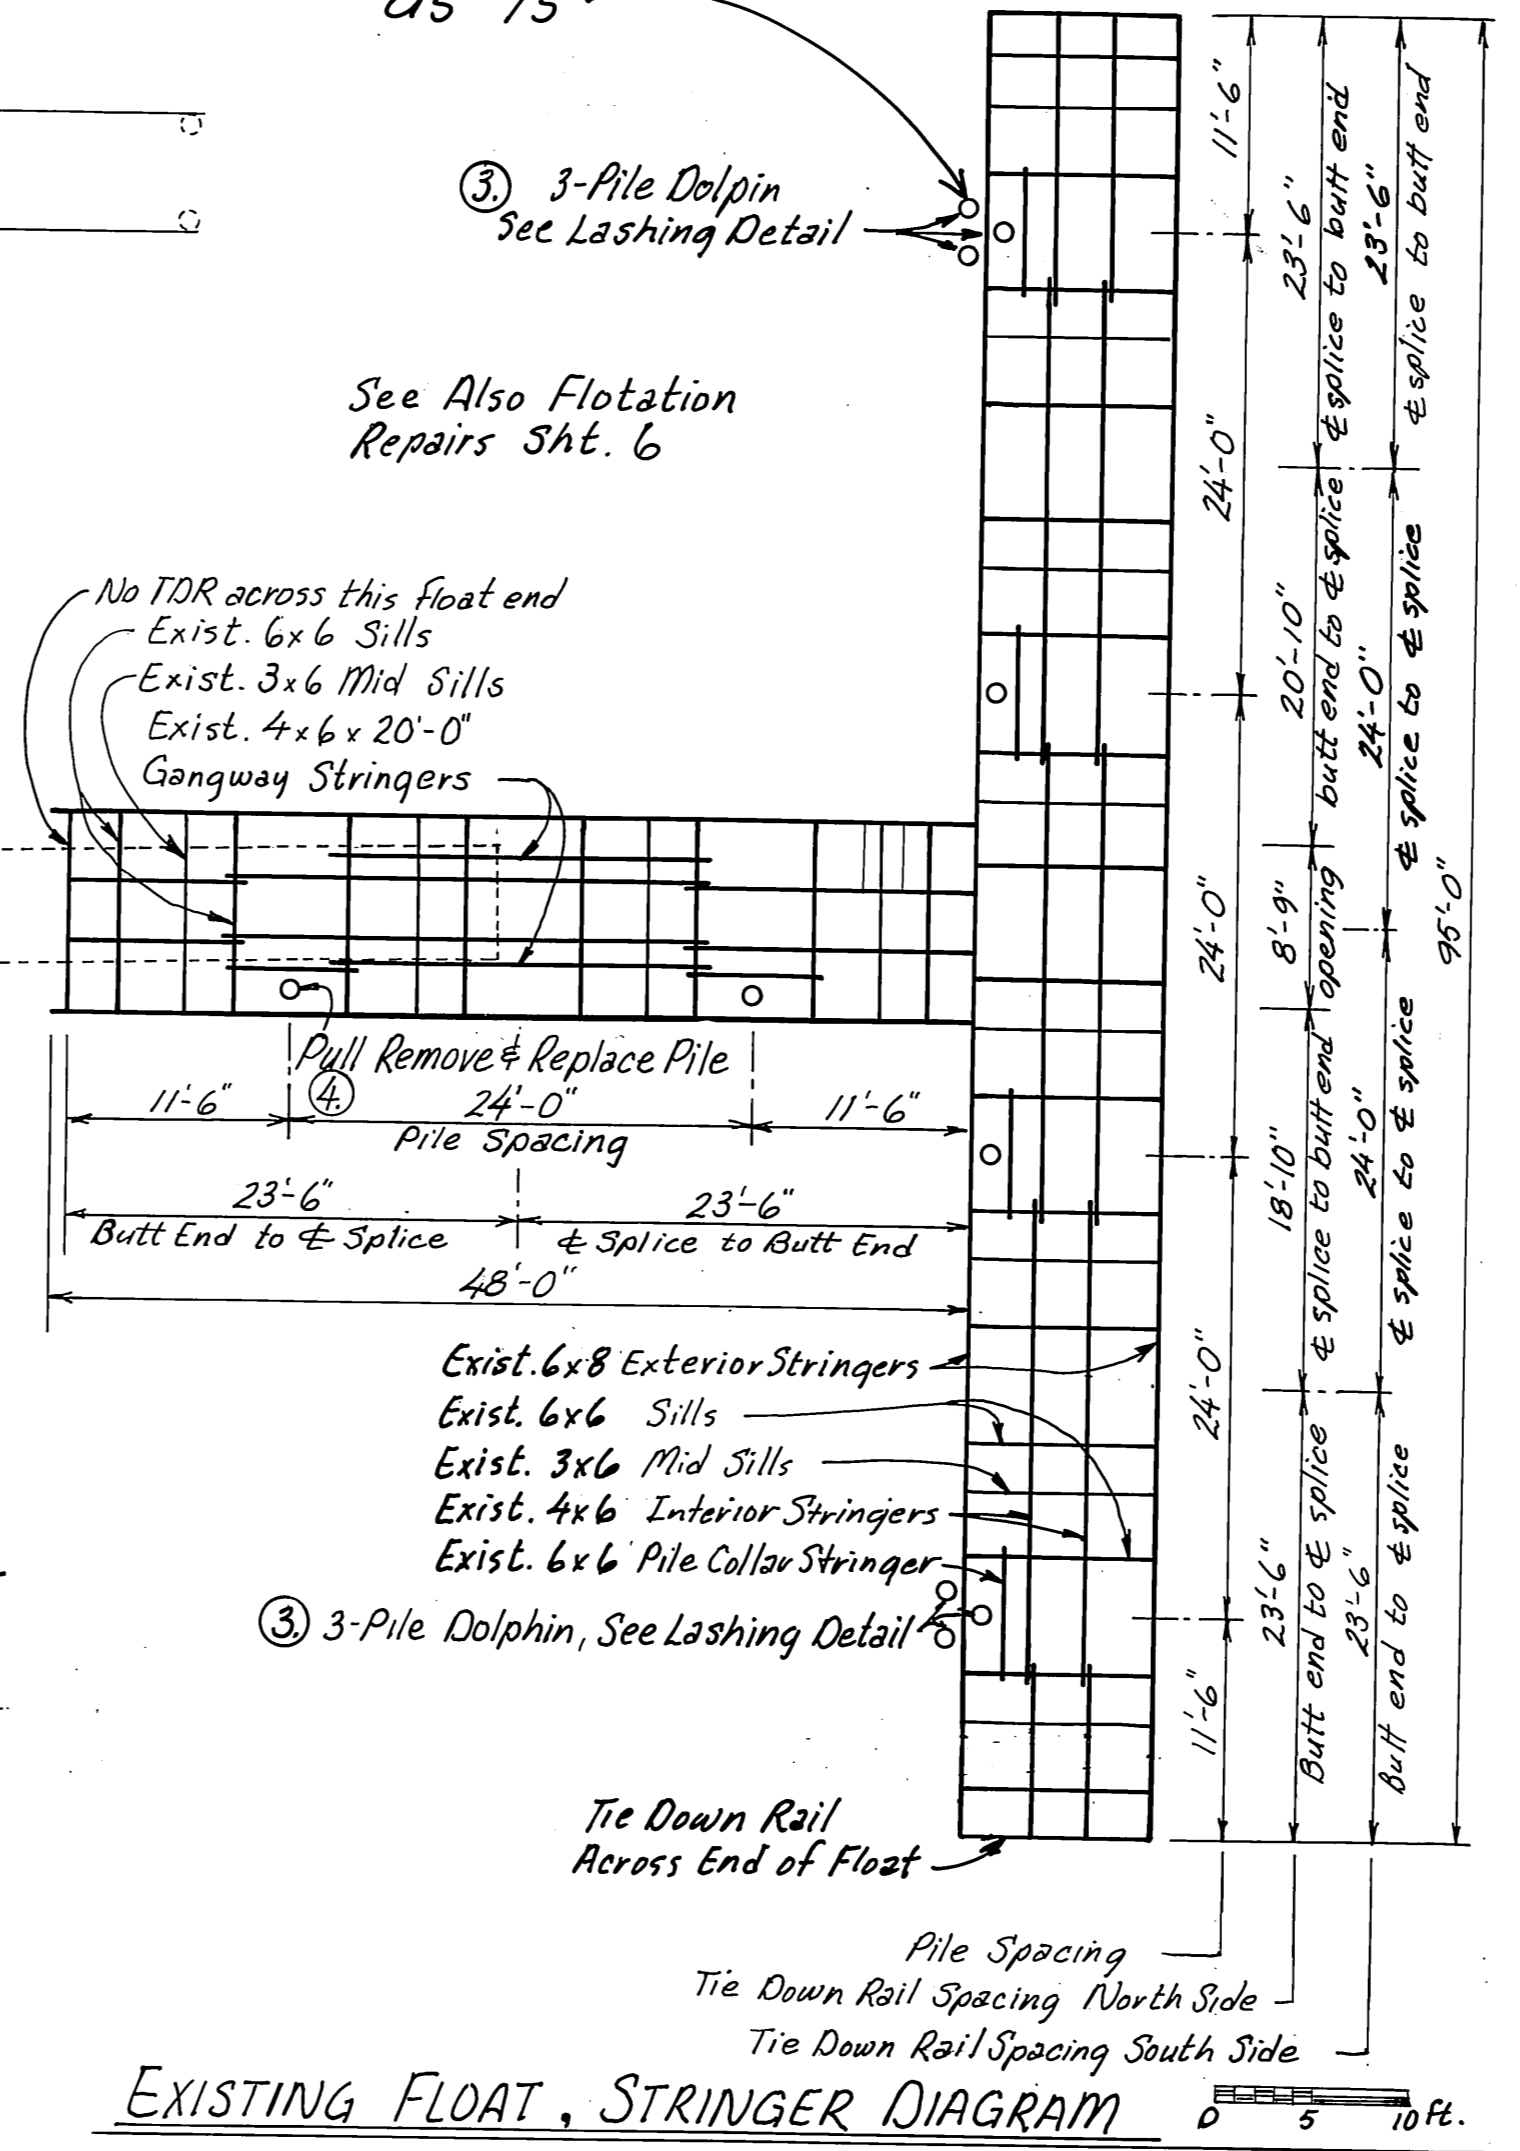 as is
3. 3-Pile Dolpin
See Lashing Detail
See Also Flotation
Repairs Sht. 6
No TDR across this float end
Exist. 6x6 Sills
Exist. 3x6 Mid Sills
Exist. 4x6x20'-0"
Gangway Stringers
Pull Remove & Replace Pile
4.
11'-6"
24'-0"
11'-6"
Pile Spacing
23'-6"
23'-6"
Butt End to ℄ Splice
℄ Splice to Butt End
48'-0"
Exist. 6x8 Exterior Stringers
Exist. 6x6 Sills
Exist. 3x6 Mid Sills
Exist. 4x6 Interior Stringers
Exist. 6x6 Pile Collar Stringer
3. 3-Pile Dolphin, See Lashing Detail
Tie Down Rail
Across End of Float
11'-6"
24'-0"
24'-0"
24'-0"
11'-6"
23'-6"
℄ splice to butt end
20'-10"
butt end to ℄ splice
8'-9"
opening
18'-10"
℄ splice to butt end
23'-6"
Butt end to ℄ splice
23'-6"
℄ splice to butt end
24'-0"
℄ splice to ℄ splice
24'-0"
℄ splice to ℄ splice
23'-6"
Butt end to ℄ splice
95'-0"
Pile Spacing
Tie Down Rail Spacing North Side
Tie Down Rail Spacing South Side
EXISTING FLOAT, STRINGER DIAGRAM
0 5 10 ft.